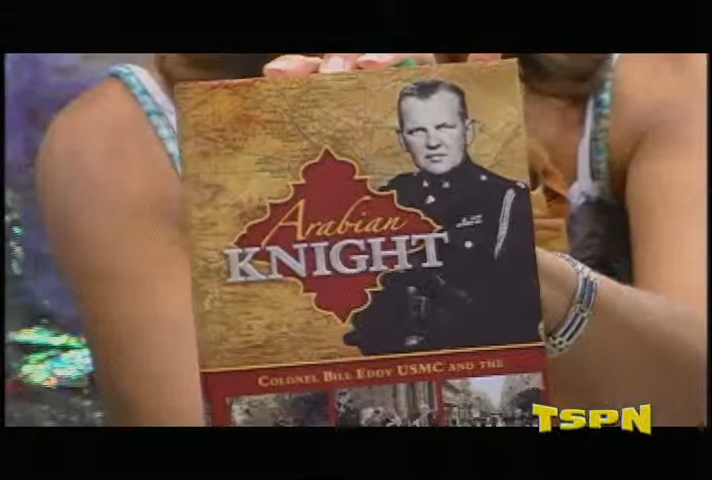 Arabian
KNIGHT
COLONEL BILL EDDY USMC AND THE
TSPN